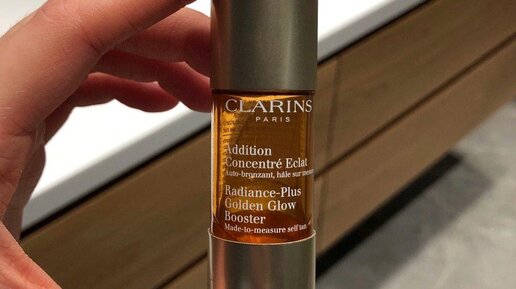 CLARINS
PARIS
Addition
Concentré Eclat
Auto-bronzant, hâle sur mesure
Radiance-Plus
Golden Glow
Booster
Made-to-measure self tan